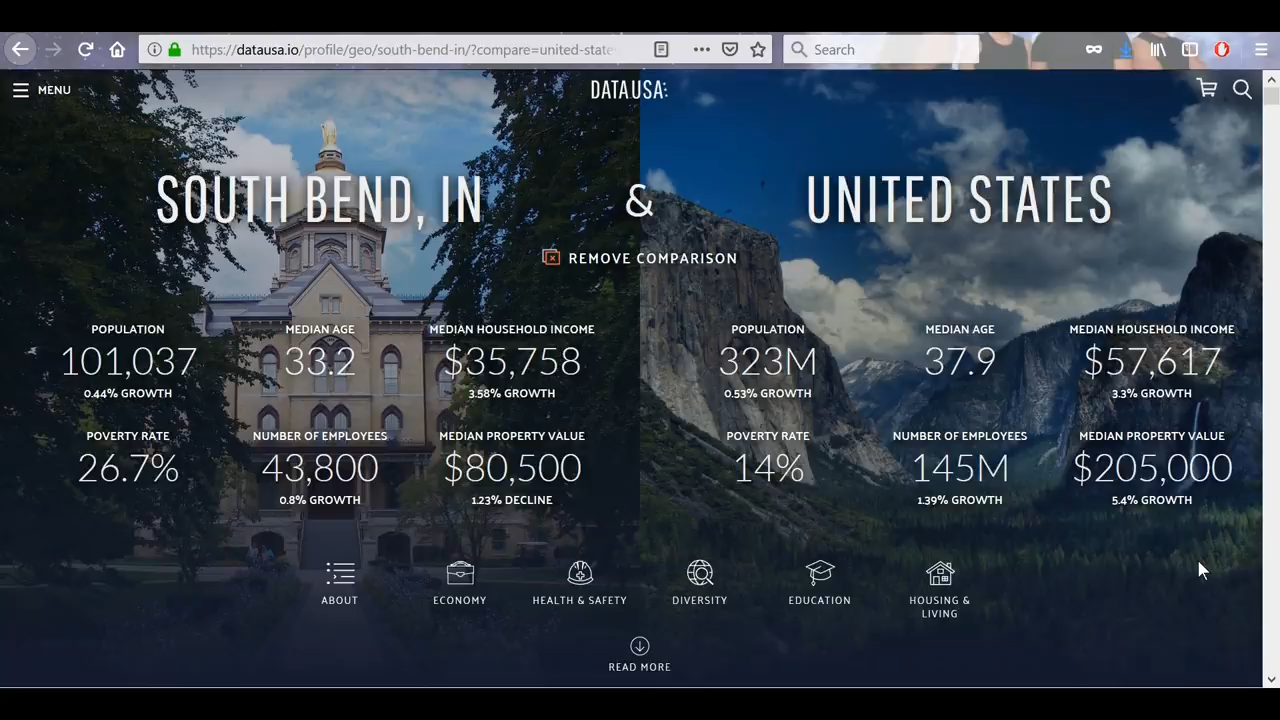 https://datausa.io/profile/geo/south-bend-in/?compare=united-state
Search
MENU
DATA USA:
SOUTH BEND, IN
&
UNITED STATES
REMOVE COMPARISON
POPULATION
101,037
0.44% GROWTH
MEDIAN AGE
33.2
MEDIAN HOUSEHOLD INCOME
$35,758
3.58% GROWTH
POVERTY RATE
26.7%
NUMBER OF EMPLOYEES
43,800
0.8% GROWTH
MEDIAN PROPERTY VALUE
$80,500
1.23% DECLINE
POPULATION
323M
0.53% GROWTH
MEDIAN AGE
37.9
MEDIAN HOUSEHOLD INCOME
$57,617
3.3% GROWTH
POVERTY RATE
14%
NUMBER OF EMPLOYEES
145M
1.39% GROWTH
MEDIAN PROPERTY VALUE
$205,000
5.4% GROWTH
ABOUT
ECONOMY
HEALTH & SAFETY
DIVERSITY
EDUCATION
HOUSING &
LIVING
READ MORE